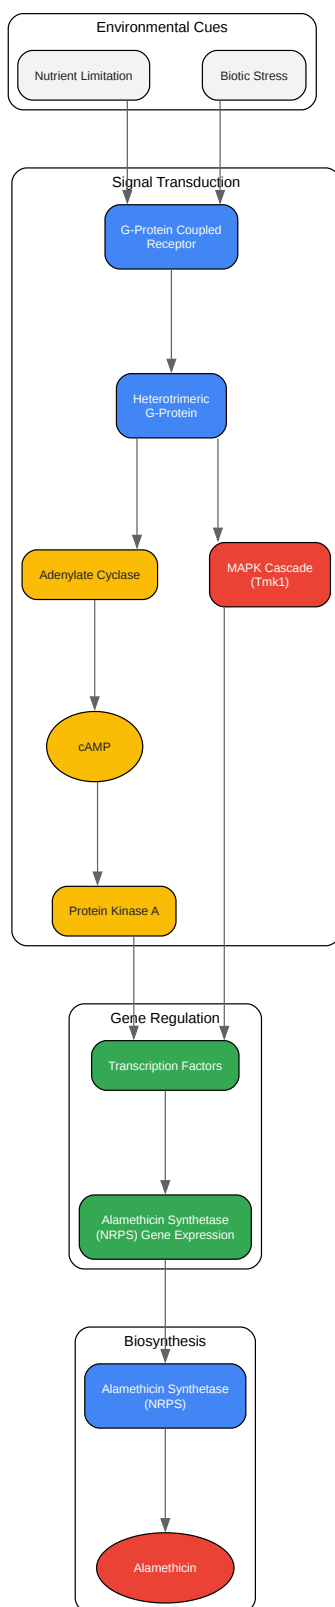 Environmental Cues
Nutrient Limitation
Biotic Stress
Signal Transduction
G-Protein Coupled
Receptor
Heterotrimeric
G-Protein
Adenylate Cyclase
MAPK Cascade
(Tmk1)
cAMP
Protein Kinase A
Gene Regulation
Transcription Factors
Alamethicin Synthetase
(NRPS) Gene Expression
Biosynthesis
Alamethicin Synthetase
(NRPS)
Alamethicin